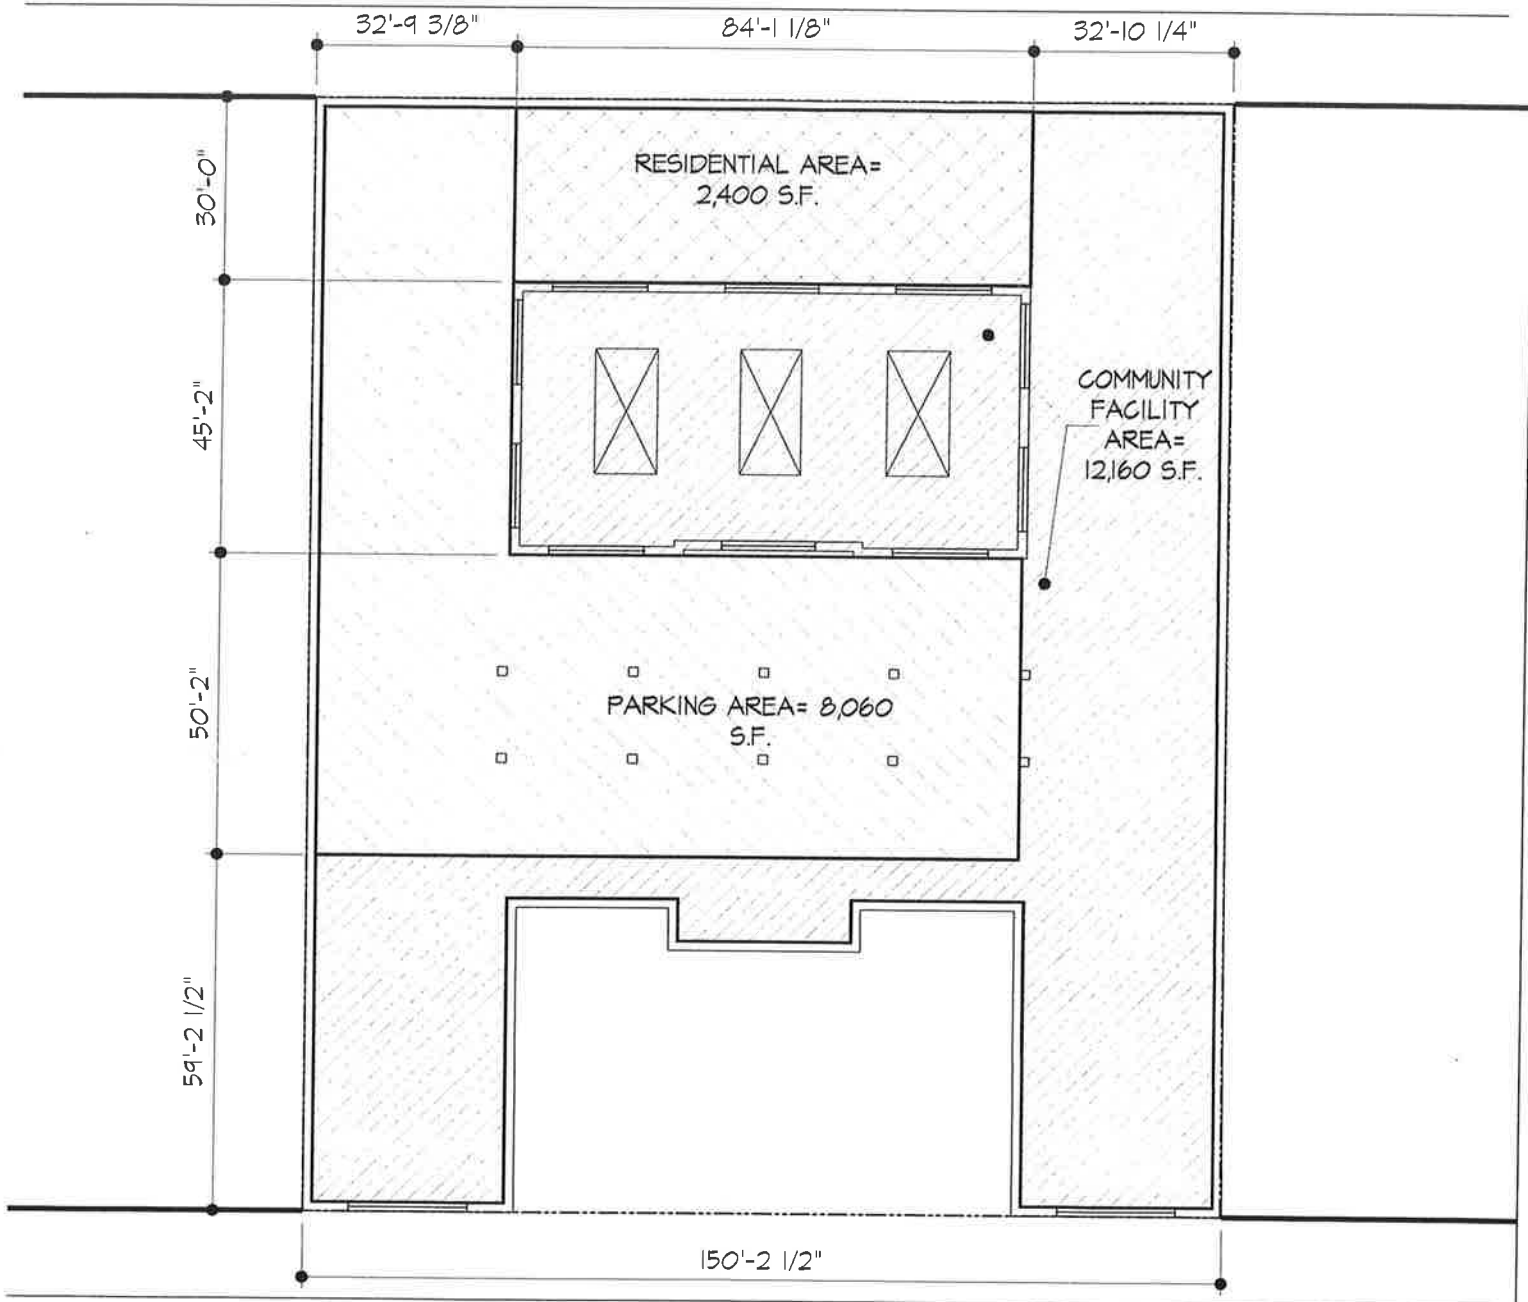 32'-9 3/8"
84'-1 1/8"
32'-10 1/4"
30'-0"
RESIDENTIAL AREA=
2,400 S.F.
45'-2"
COMMUNITY
FACILITY
AREA=
12,160 S.F.
50'-2"
PARKING AREA= 8,060
S.F.
59'-2 1/2"
150'-2 1/2"